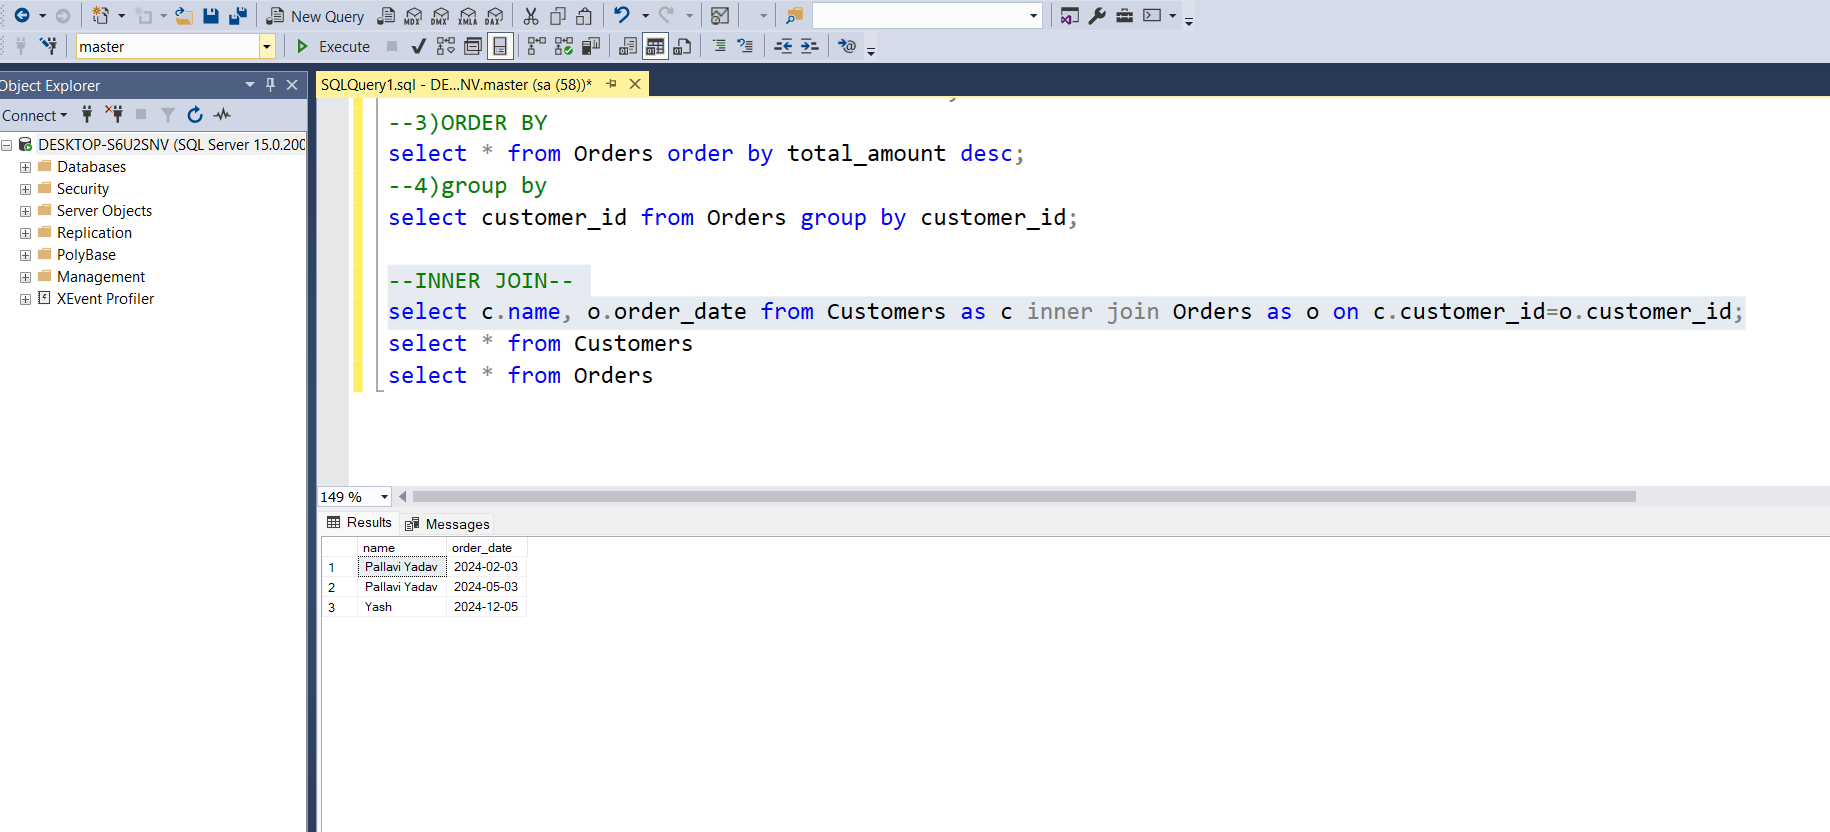 New Query
MDX DMX XMLA DAX
master
Execute
Object Explorer
SQLQuery1.sql - DE...NV.master (sa (58))*
Connect
DESKTOP-S6U2SNV (SQL Server 15.0.200
Databases
Security
Server Objects
Replication
PolyBase
Management
XEvent Profiler
--3)ORDER BY
select * from Orders order by total_amount desc;
--4)group by
select customer_id from Orders group by customer_id;
--INNER JOIN--
select c.name, o.order_date from Customers as c inner join Orders as o on c.customer_id=o.customer_id;
select * from Customers
select * from Orders
149 %
Results Messages
name order_date
1 Pallavi Yadav 2024-02-03
2 Pallavi Yadav 2024-05-03
3 Yash 2024-12-05